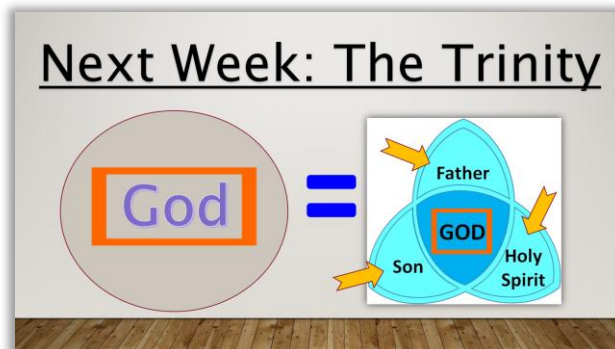 Next Week: The Trinity
God
Father
GOD
Son
Holy
Spirit